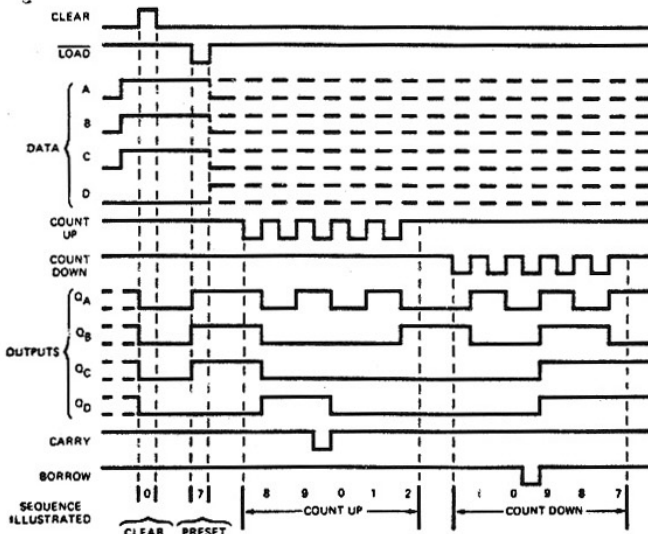 CLEAR
LOAD
A
B
DATA
C
D
COUNT
UP
COUNT
DOWN
QA
QB
OUTPUTS
QC
QD
CARRY
BORROW
0 7 8 9 0 1 2 1 0 9 8 7
SEQUENCE
ILLUSTRATED
COUNT UP COUNT DOWN
CLEAR PRESET